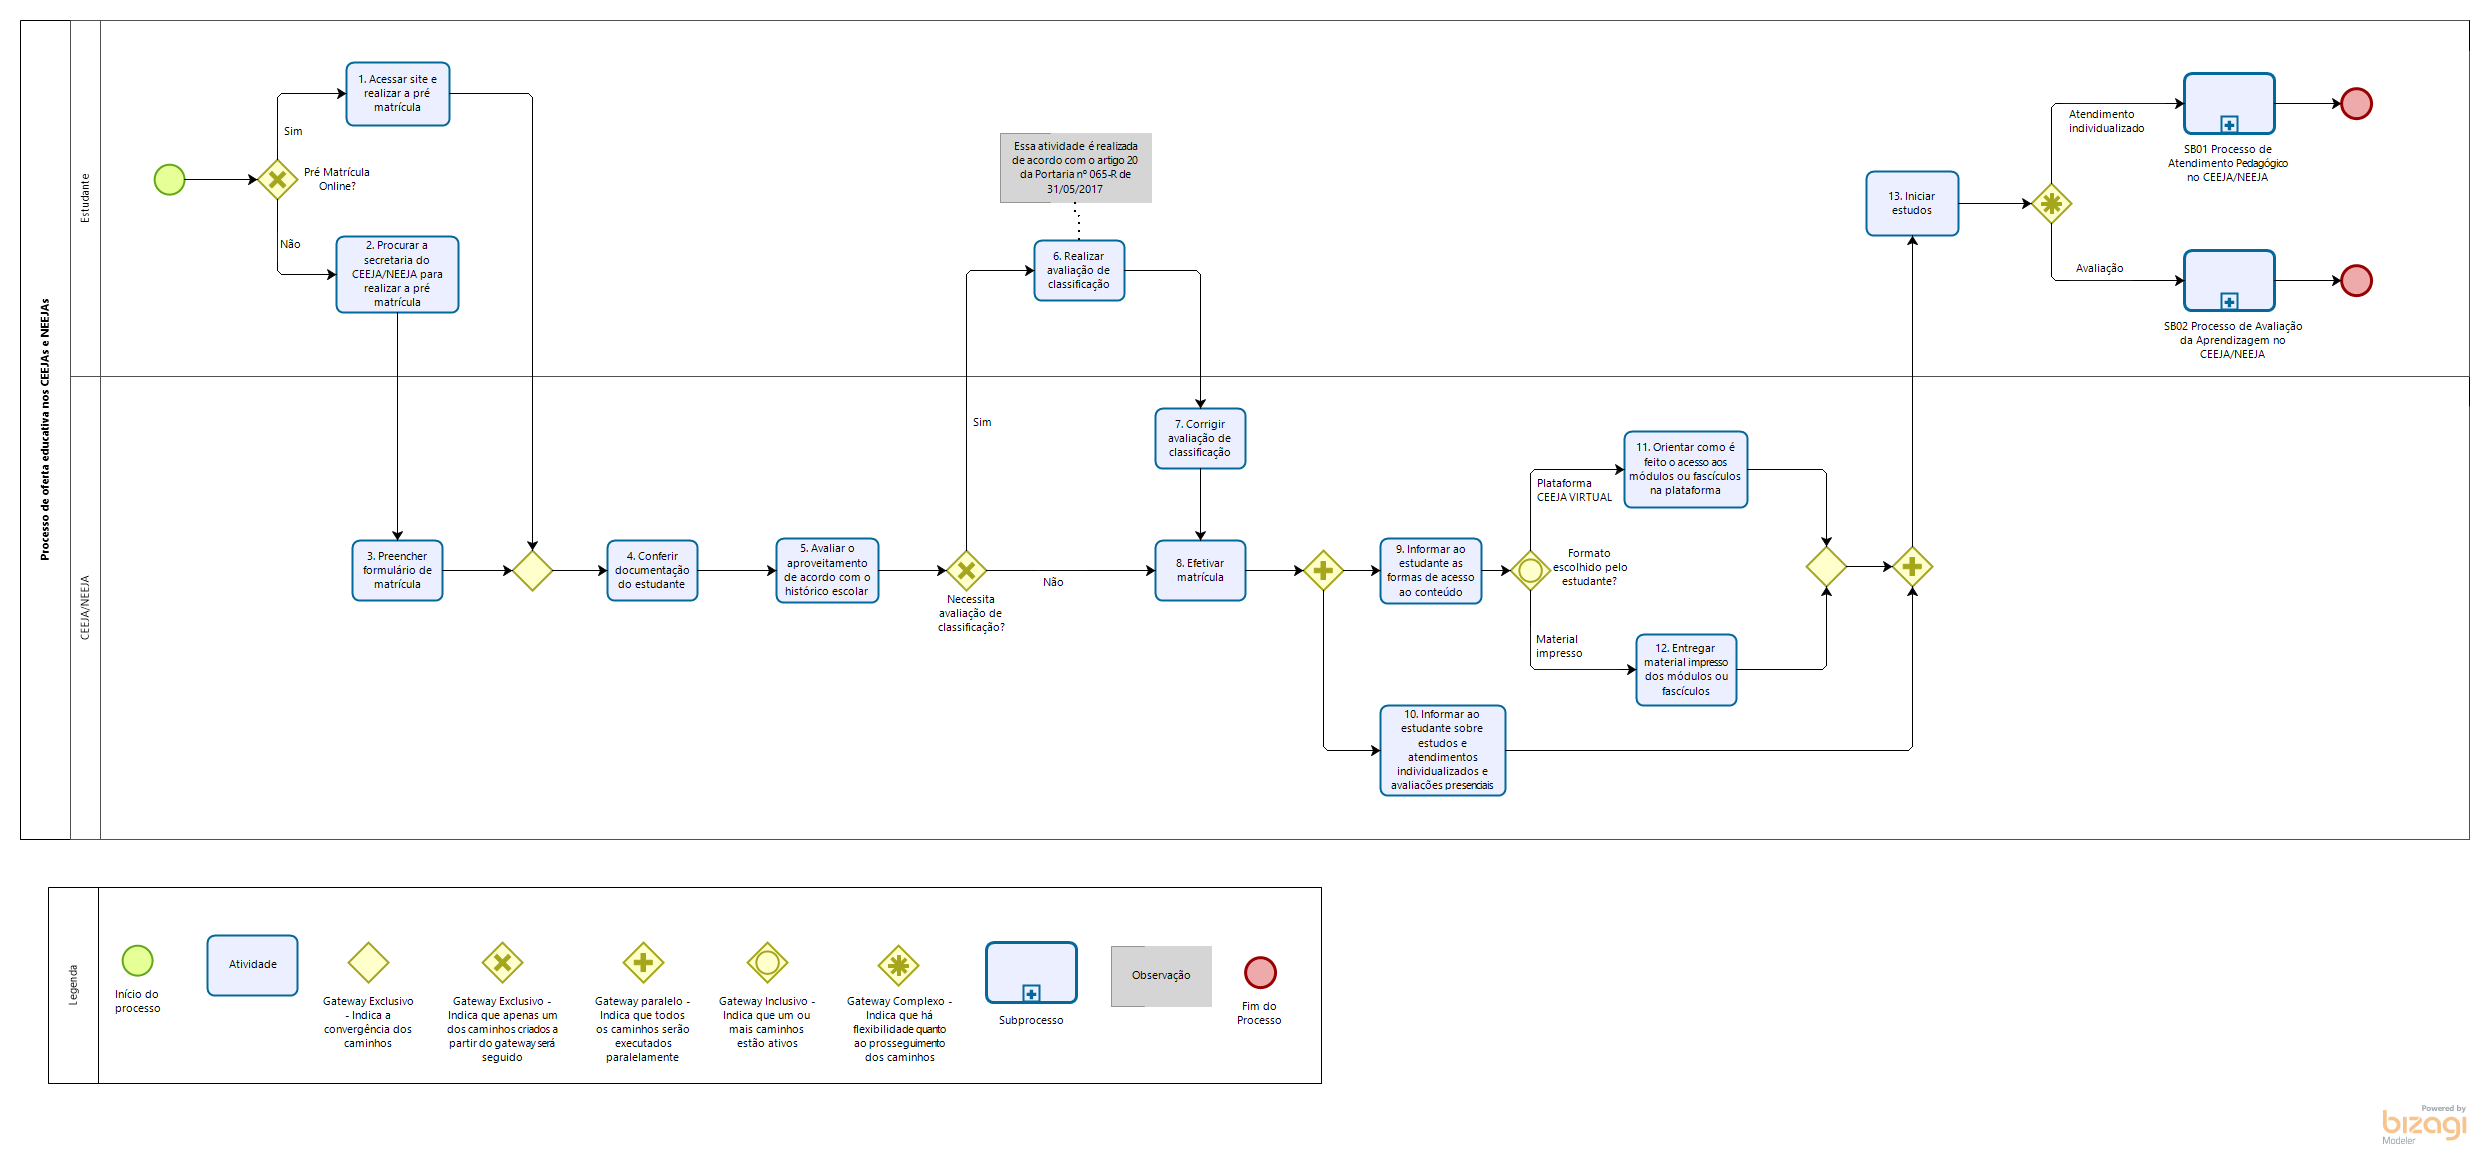 Processo de oferta educativa nos CEEJAs e NEEJAs
Estudante
Pré Matrícula
Online?
Sim
Não
1. Acessar site e
realizar a pré
matrícula
2. Procurar a
secretaria do
CEEJA/NEEJA para
realizar a pré
matrícula
Essa atividade é realizada
de acordo com o artigo 20
da Portaria nº 065-R de
31/05/2017
6. Realizar
avaliação de
classificação
13. Iniciar
estudos
Atendimento
individualizado
Avaliação
SB01 Processo de
Atendimento Pedagógico
no CEEJA/NEEJA
SB02 Processo de Avaliação
da Aprendizagem no
CEEJA/NEEJA
CEEJA/NEEJA
3. Preencher
formulário de
matrícula
4. Conferir
documentação
do estudante
5. Avaliar o
aproveitamento
de acordo com o
histórico escolar
Necessita
avaliação de
classificação?
Sim
Não
7. Corrigir
avaliação de
classificação
8. Efetivar
matrícula
9. Informar ao
estudante as
formas de acesso
ao conteúdo
Formato
escolhido pelo
estudante?
Plataforma
CEEJA VIRTUAL
Material
impresso
11. Orientar como é
feito o acesso aos
módulos ou fascículos
na plataforma
12. Entregar
material impresso
dos módulos ou
fascículos
10. Informar ao
estudante sobre
estudos e
atendimentos
individualizados e
avaliações presenciais
Legenda
Início do
processo
Atividade
Gateway Exclusivo
- Indica a
convergência dos
caminhos
Gateway Exclusivo -
Indica que apenas um
dos caminhos criados a
partir do gateway será
seguido
Gateway paralelo -
Indica que todos
os caminhos serão
executados
paralelamente
Gateway Inclusivo -
Indica que um ou
mais caminhos
estão ativos
Gateway Complexo -
Indica que há
flexibilidade quanto
ao prosseguimento
dos caminhos
Subprocesso
Observação
Fim do
Processo
Powered by
bizagi
Modeler